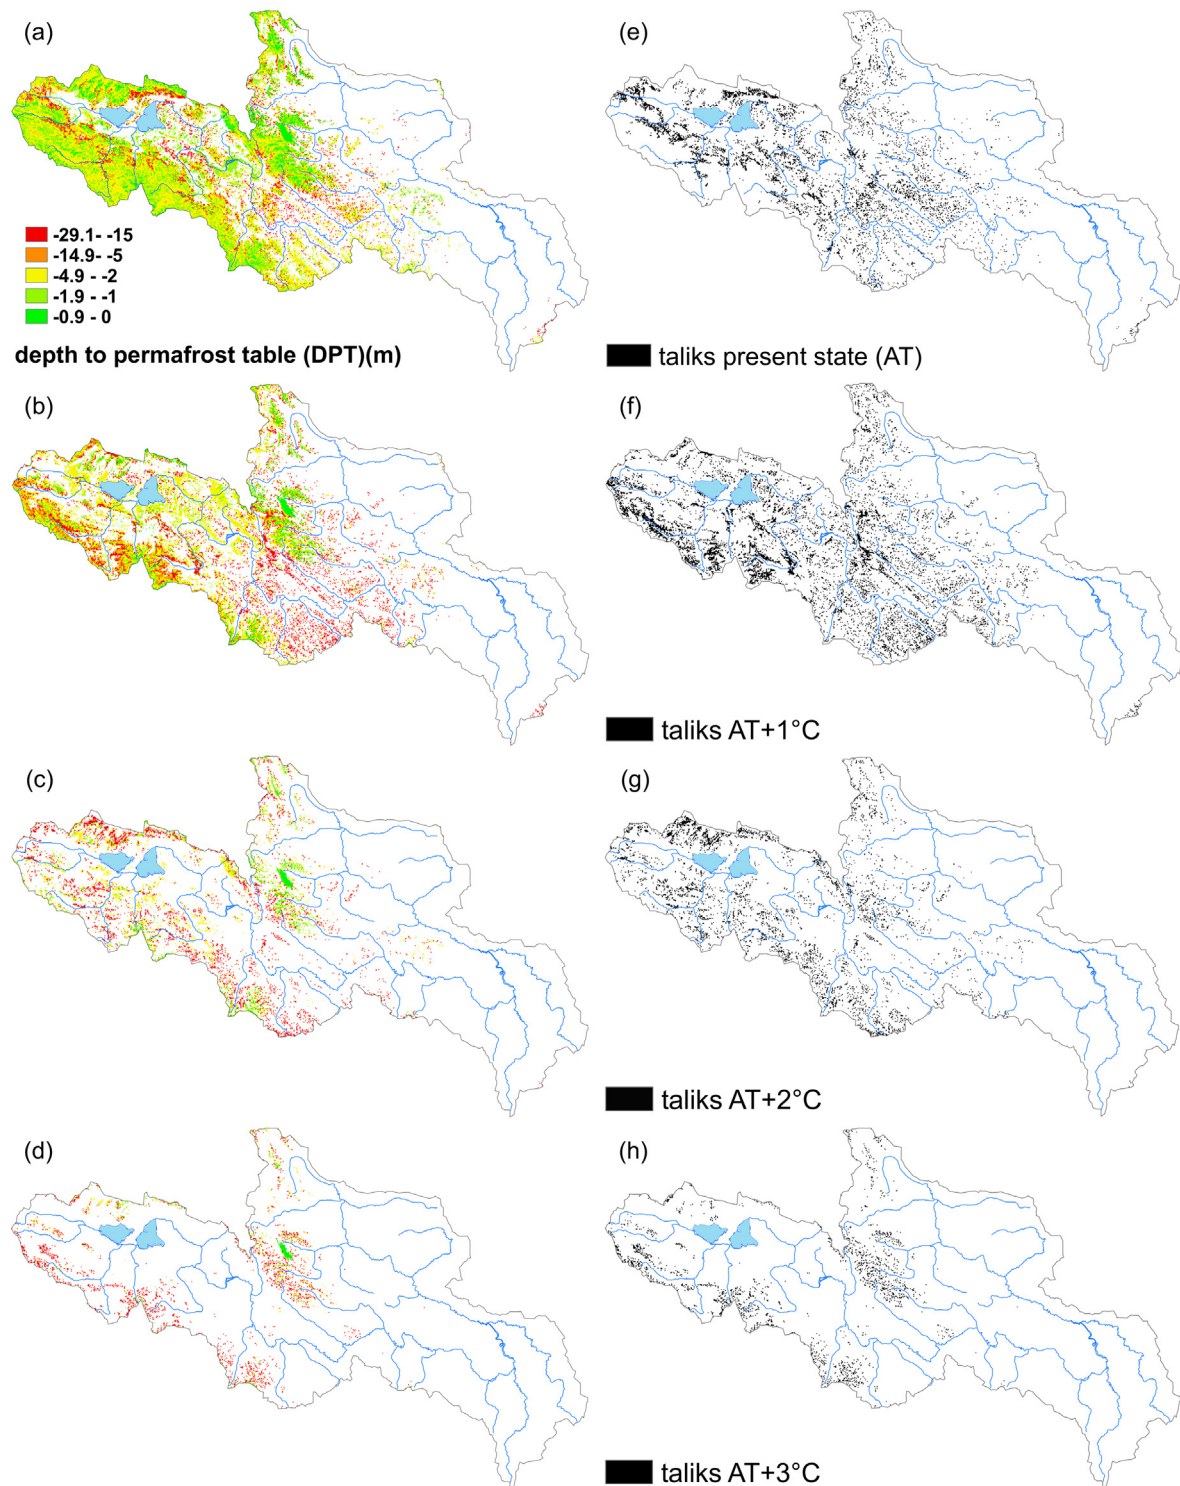 (a)
(e)
-29.1- -15
-14.9- -5
-4.9 - -2
-1.9 - -1
-0.9 - 0
depth to permafrost table (DPT)(m)
taliks present state (AT)
(b)
(f)
taliks AT+1°C
(c)
(g)
taliks AT+2°C
(d)
(h)
taliks AT+3°C